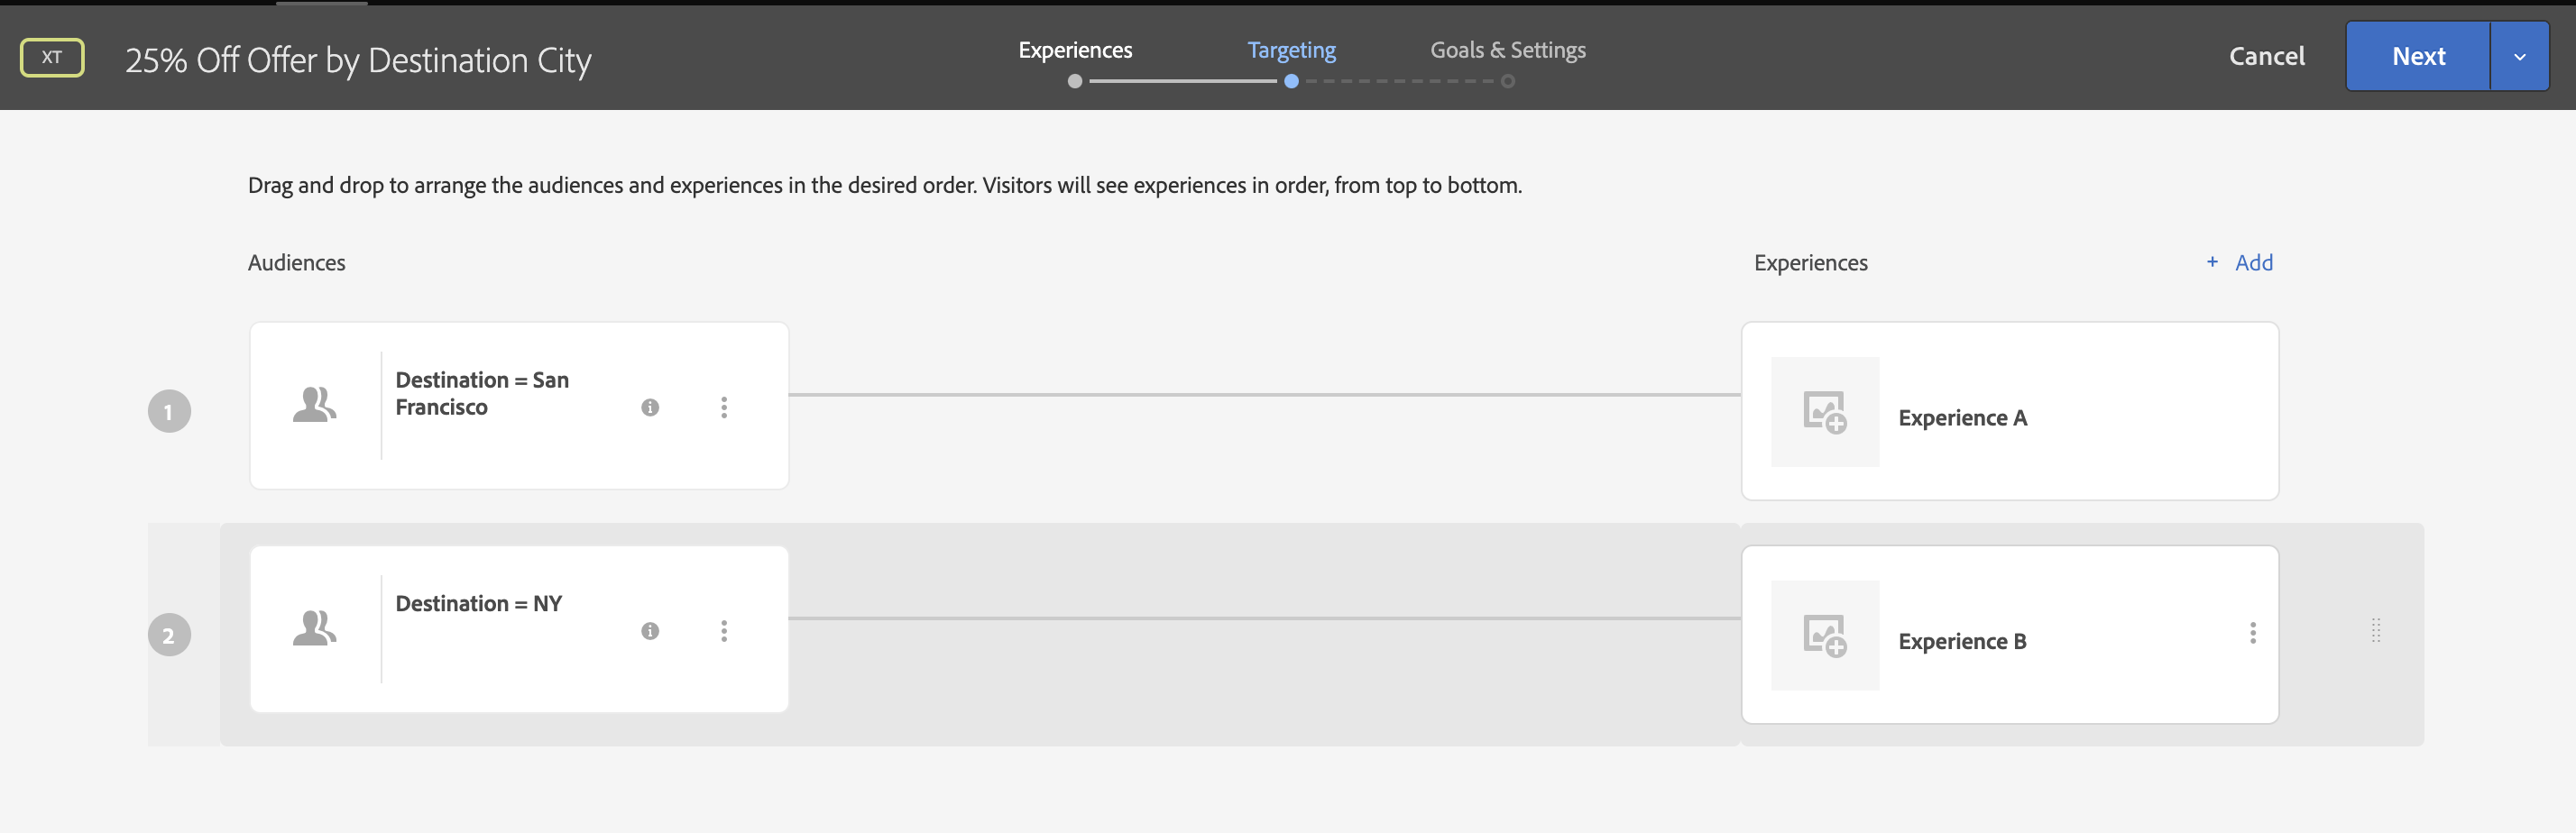 XT
25% Off Offer by Destination City
Experiences
Targeting
Goals & Settings
Cancel
Next
Drag and drop to arrange the audiences and experiences in the desired order. Visitors will see experiences in order, from top to bottom.
Audiences
Experiences
+ Add
1
Destination = San
Francisco
Experience A
2
Destination = NY
Experience B